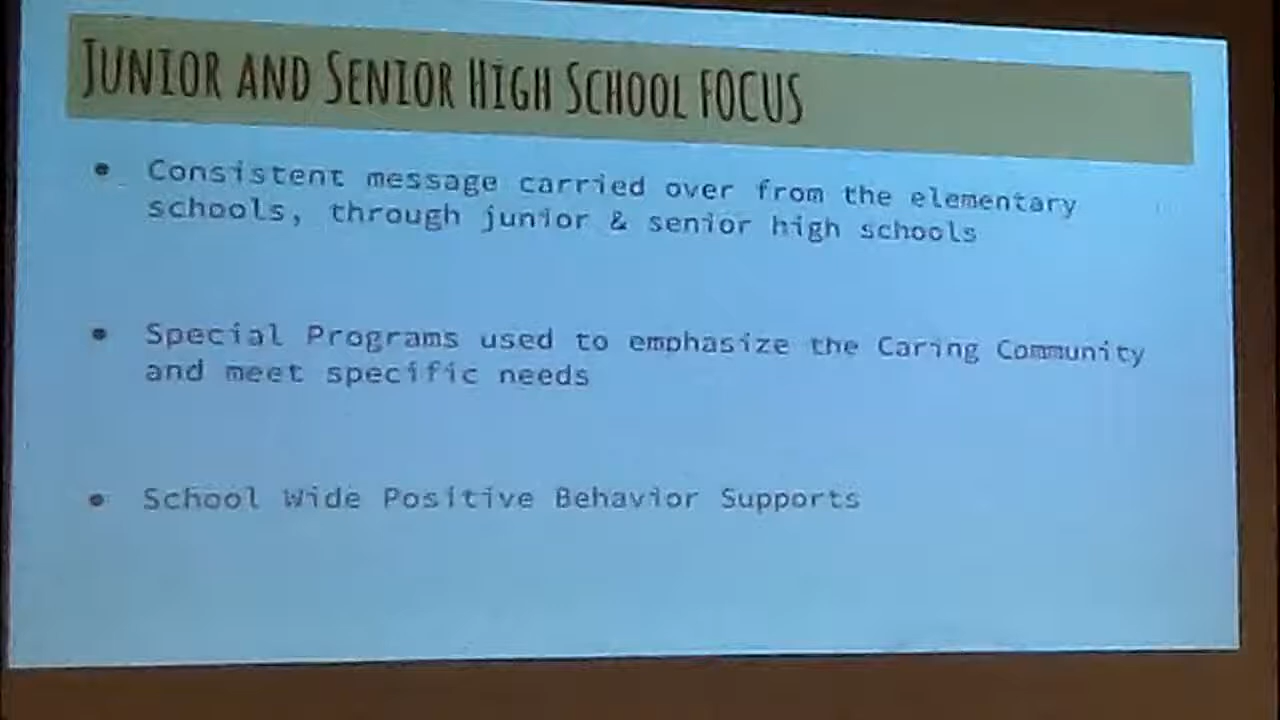 JUNIOR AND SENIOR HIGH SCHOOL FOCUS
• Consistent message carried over from the elementary
schools, through junior & senior high schools
• Special Programs used to emphasize the Caring Community
and meet specific needs
• School Wide Positive Behavior Supports